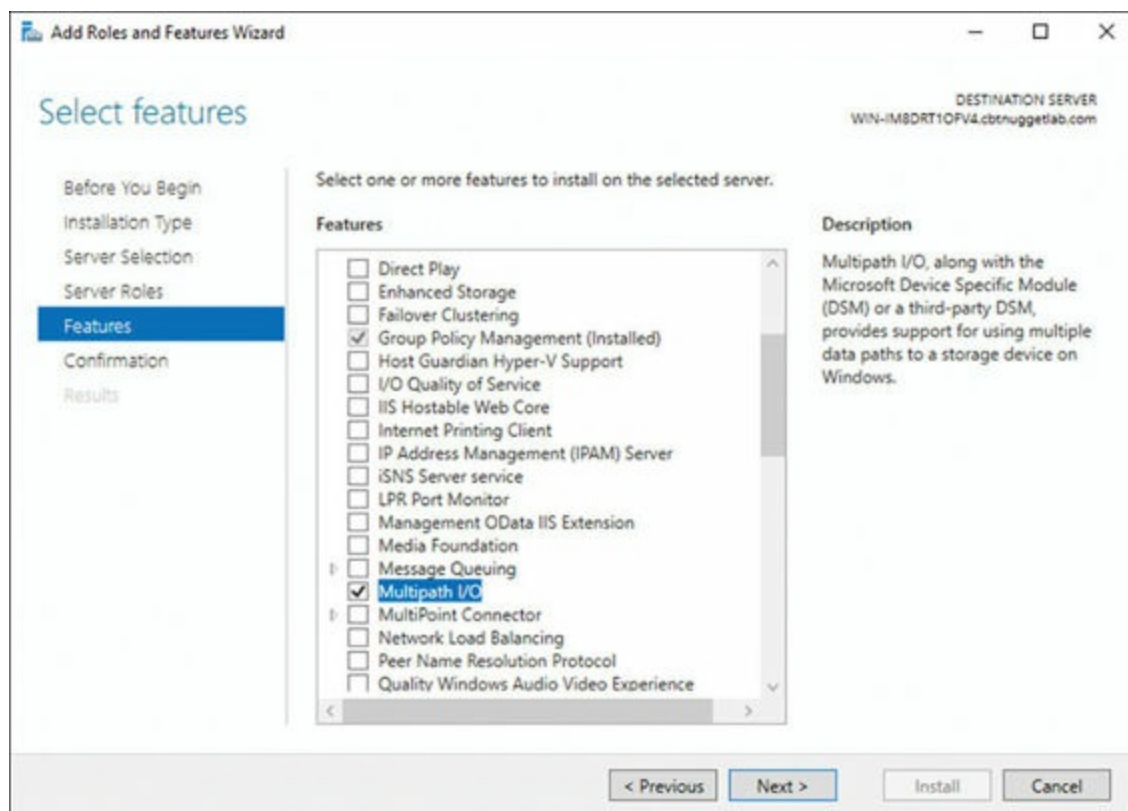 Add Roles and Features Wizard
Select features
DESTINATION SERVER
WIN-IM8DRT1OFV4.cbtnuggetlab.com
Before You Begin
Installation Type
Server Selection
Server Roles
Features
Confirmation
Results
Select one or more features to install on the selected server.
Features
Direct Play
Enhanced Storage
Failover Clustering
Group Policy Management (Installed)
Host Guardian Hyper-V Support
I/O Quality of Service
IIS Hostable Web Core
Internet Printing Client
IP Address Management (IPAM) Server
iSNS Server service
LPR Port Monitor
Management OData IIS Extension
Media Foundation
Message Queuing
Multipath I/O
MultiPoint Connector
Network Load Balancing
Peer Name Resolution Protocol
Quality Windows Audio Video Experience
Description
Multipath I/O, along with the
Microsoft Device Specific Module
(DSM) or a third-party DSM,
provides support for using multiple
data paths to a storage device on
Windows.
< Previous
Next >
Install
Cancel